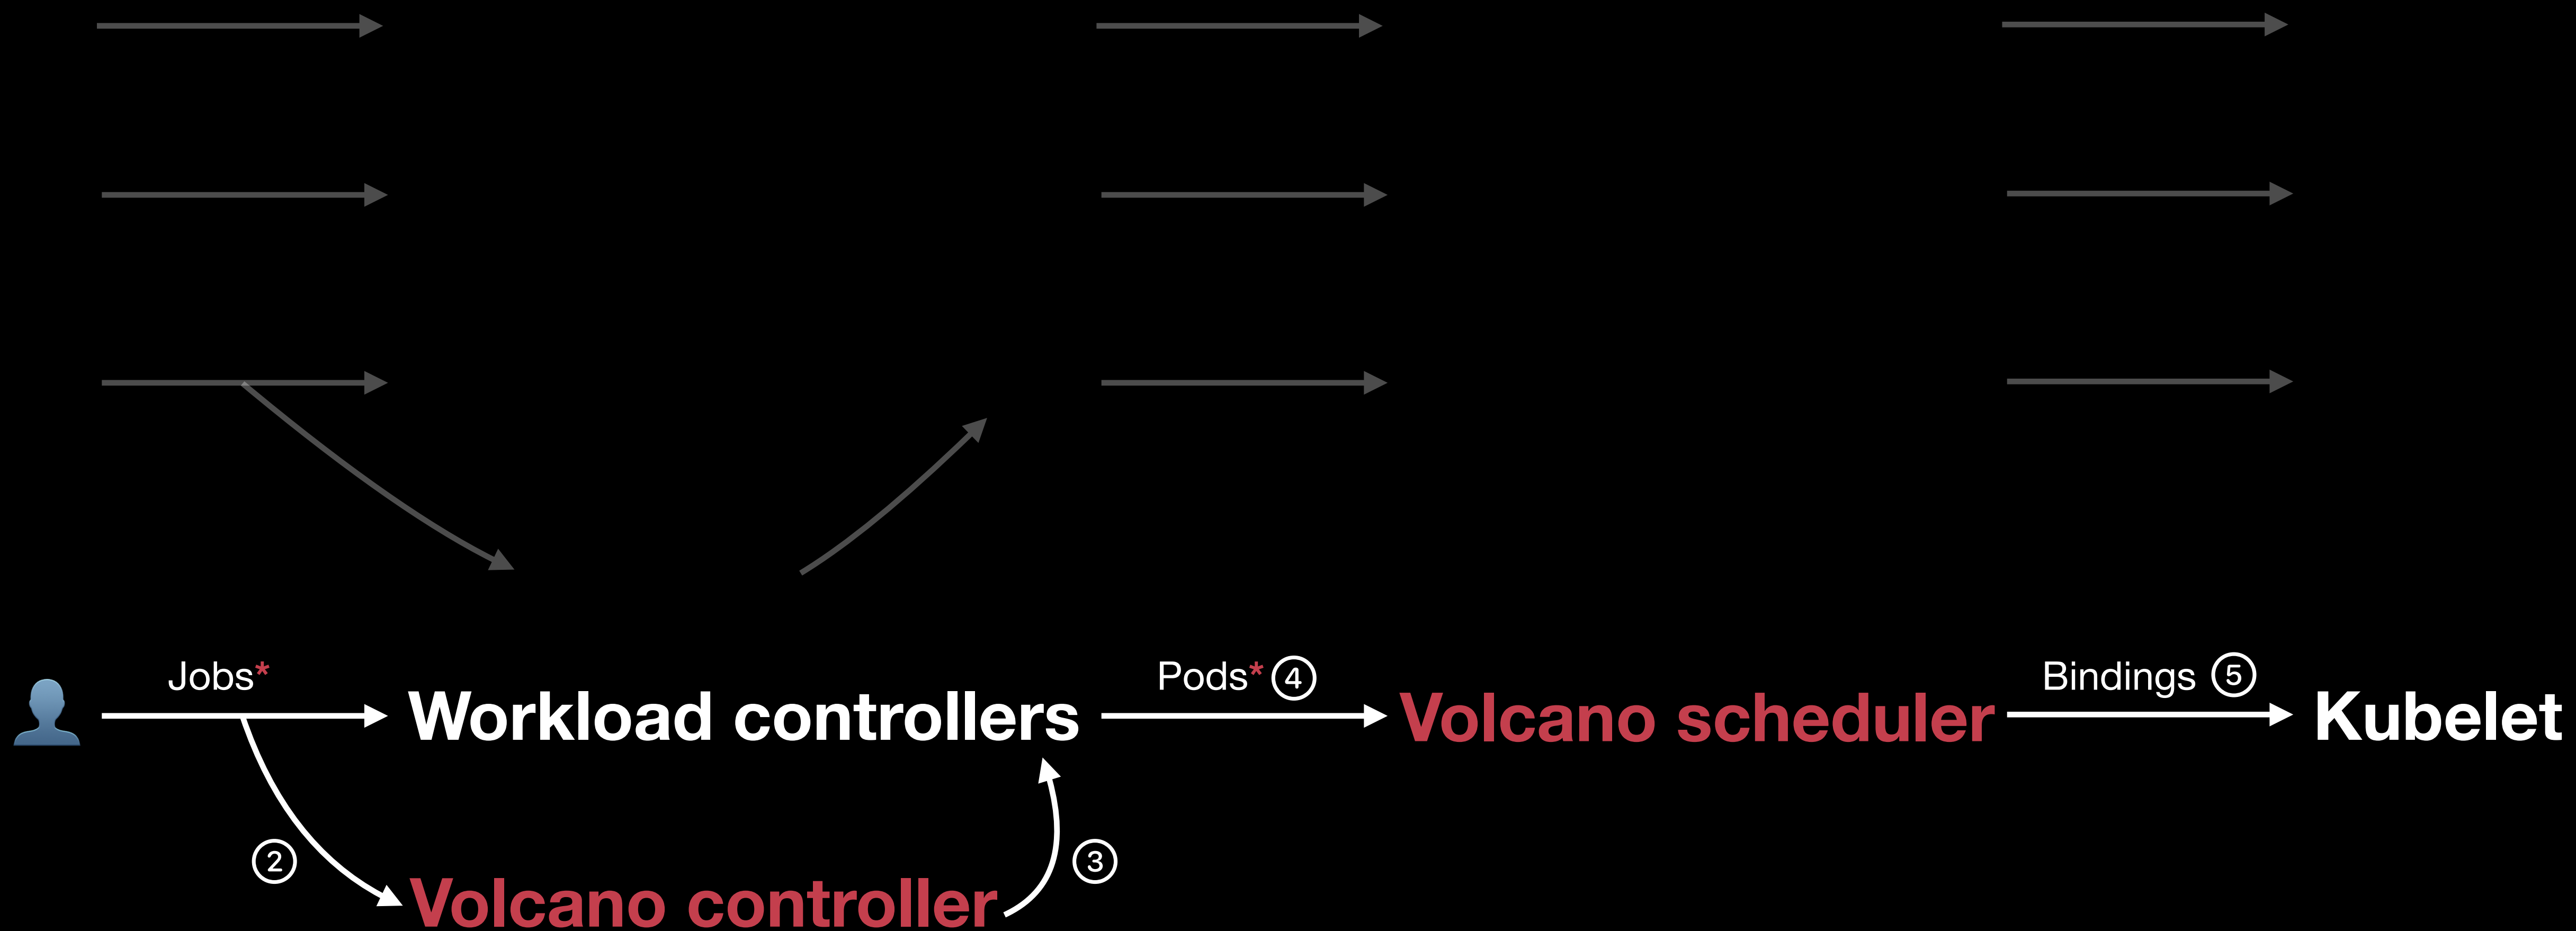 Jobs*
Pods* ④
Bindings ⑤
Workload controllers
Volcano scheduler
Kubelet
②
③
Volcano controller